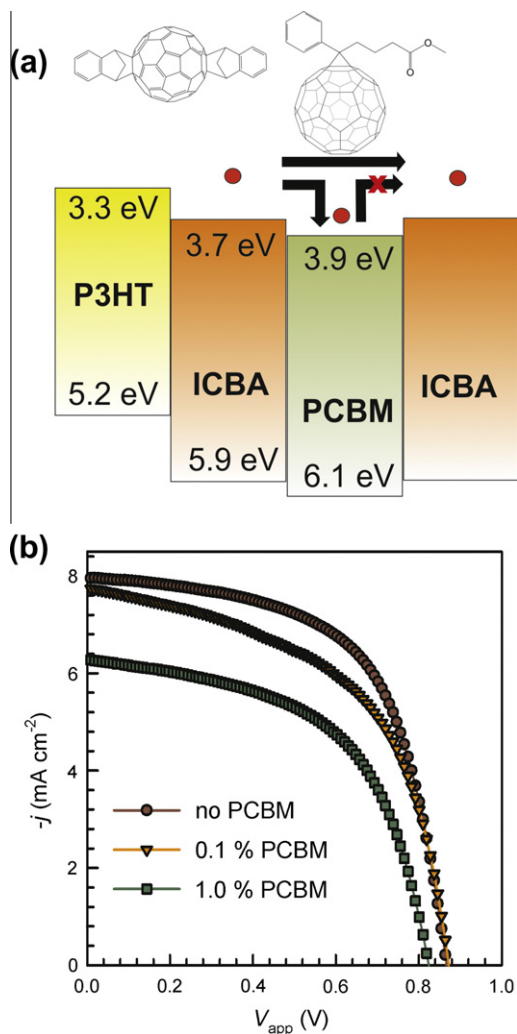 (a)
O
O
X
3.3 eV
3.7 eV
3.9 eV
P3HT
ICBA
PCBM
ICBA
5.2 eV
5.9 eV
6.1 eV
(b)
8
6
4
2
0
-j (mA cm⁻²)
no PCBM
0.1 % PCBM
1.0 % PCBM
0.0 0.2 0.4 0.6 0.8 1.0
Vapp (V)